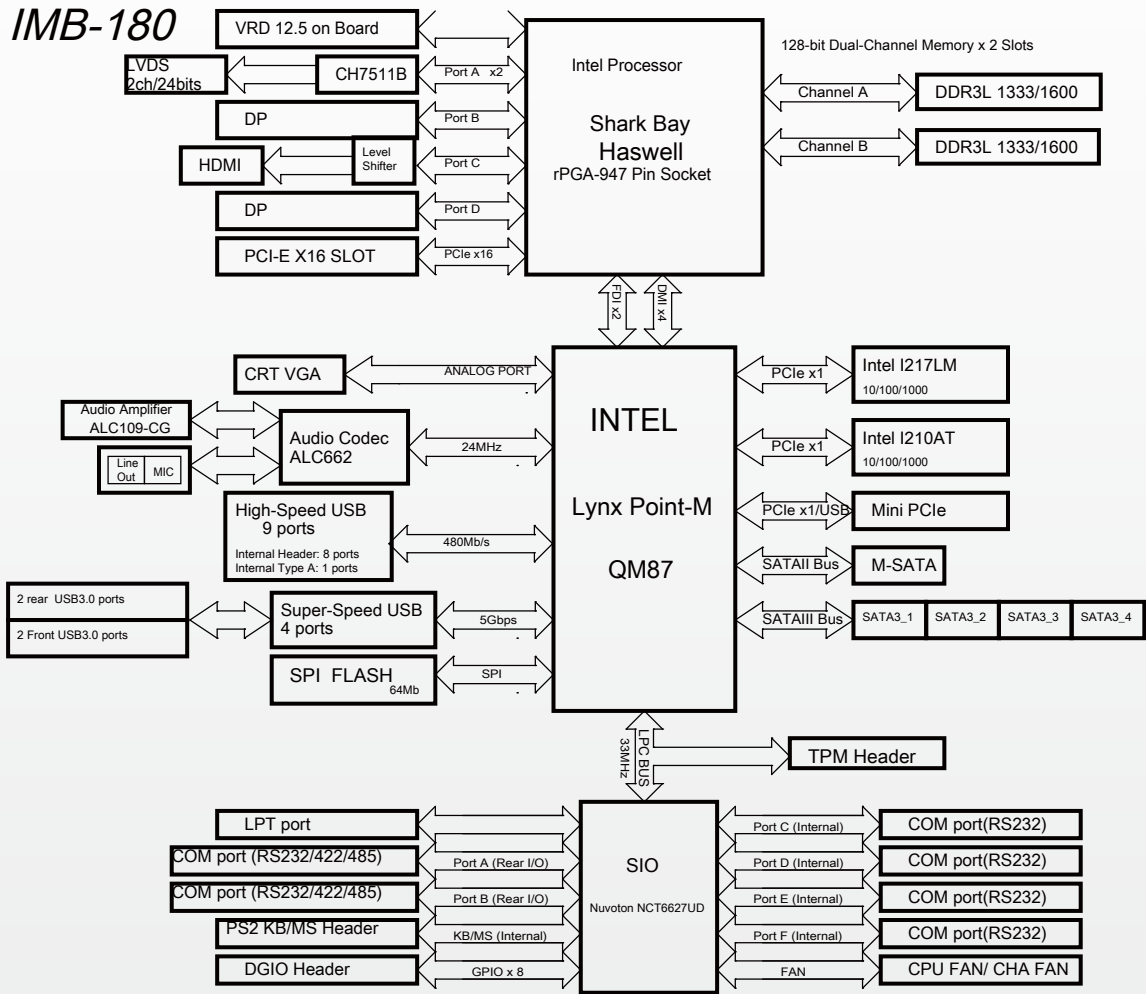 IMB-180
VRD 12.5 on Board
LVDS
2ch/24bits
CH7511B
Port A x2
DP
Port B
HDMI
Level
Shifter
Port C
DP
Port D
PCI-E X16 SLOT
PCIe x16
Intel Processor
Shark Bay
Haswell
rPGA-947 Pin Socket
128-bit Dual-Channel Memory x 2 Slots
Channel A
DDR3L 1333/1600
Channel B
DDR3L 1333/1600
FDI x2
DMI x4
CRT VGA
ANALOG PORT
Audio Amplifier
ALC109-CG
Line
Out
MIC
Audio Codec
ALC662
24MHz
High-Speed USB
9 ports
Internal Header: 8 ports
Internal Type A: 1 ports
480Mb/s
2 rear USB3.0 ports
2 Front USB3.0 ports
Super-Speed USB
4 ports
5Gbps
SPI FLASH
64Mb
SPI
INTEL
Lynx Point-M
QM87
PCIe x1
Intel I217LM
10/100/1000
PCIe x1
Intel I210AT
10/100/1000
PCIe x1/USB
Mini PCIe
SATAII Bus
M-SATA
SATAIII Bus
SATA3_1
SATA3_2
SATA3_3
SATA3_4
LPC BUS
33MHz
TPM Header
LPT port
COM port (RS232/422/485)
Port A (Rear I/O)
COM port (RS232/422/485)
Port B (Rear I/O)
PS2 KB/MS Header
KB/MS (Internal)
DGIO Header
GPIO x 8
SIO
Nuvoton NCT6627UD
Port C (Internal)
COM port(RS232)
Port D (Internal)
COM port(RS232)
Port E (Internal)
COM port(RS232)
Port F (Internal)
COM port(RS232)
FAN
CPU FAN/ CHA FAN